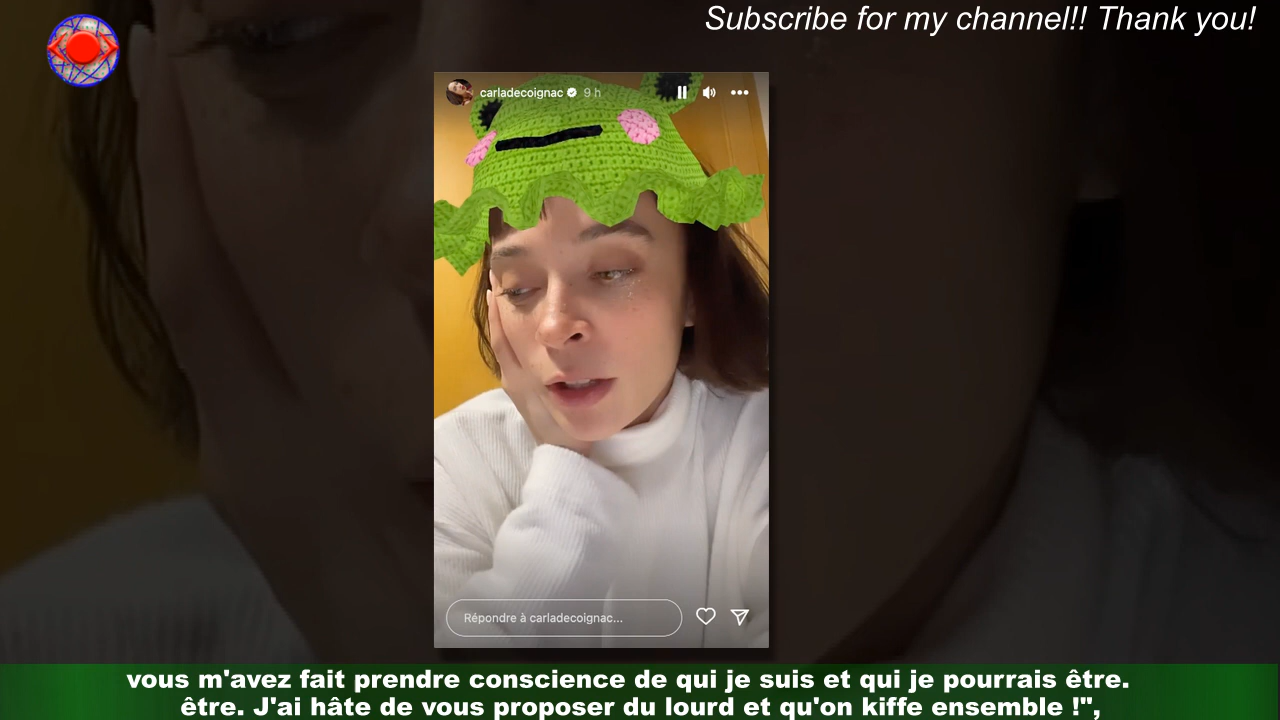 Subscribe for my channel!! Thank you!
carladecoignac 9 h
Répondre à carladecoignac...
vous m'avez fait prendre conscience de qui je suis et qui je pourrais être.
être. J'ai hâte de vous proposer du lourd et qu'on kiffe ensemble !",